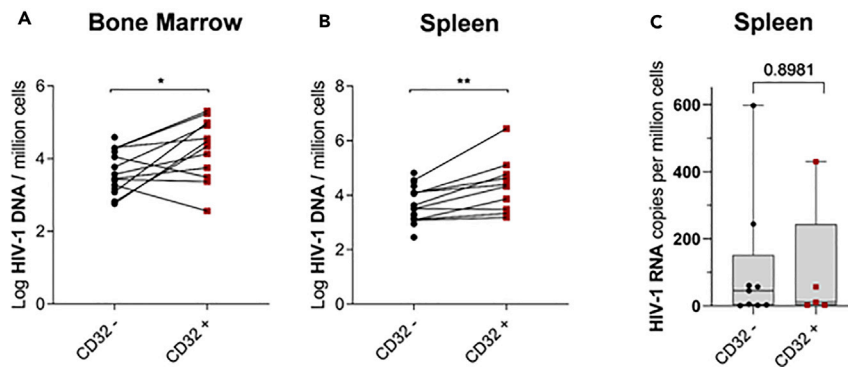 A
Bone Marrow
*
6
4
2
0
Log HIV-1 DNA / million cells
CD32 -
CD32 +
B
Spleen
**
8
6
4
2
0
Log HIV-1 DNA / million cells
CD32 -
CD32 +
C
Spleen
0.8981
600
400
200
0
HIV-1 RNA copies per million cells
CD32 -
CD32 +